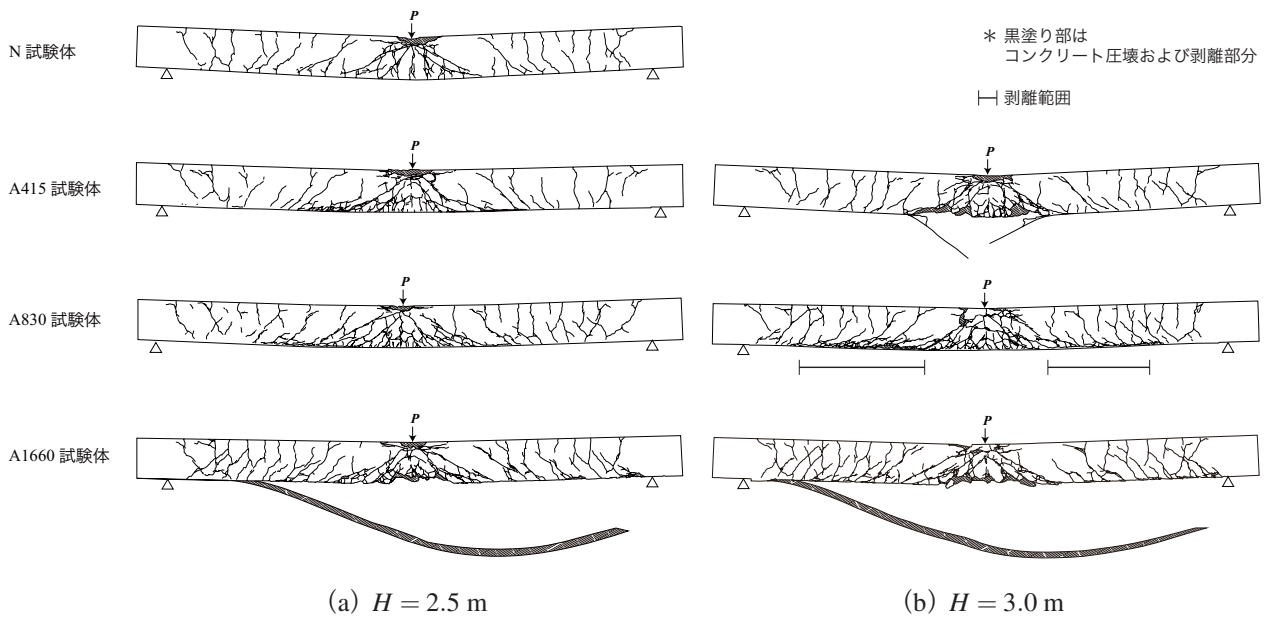 P
N 試験体
＊ 黒塗り部は
コンクリート圧壊および剥離部分
剥離範囲
P
A415 試験体
P
P
A830 試験体
P
P
A1660 試験体
P
(a) H = 2.5 m
(b) H = 3.0 m